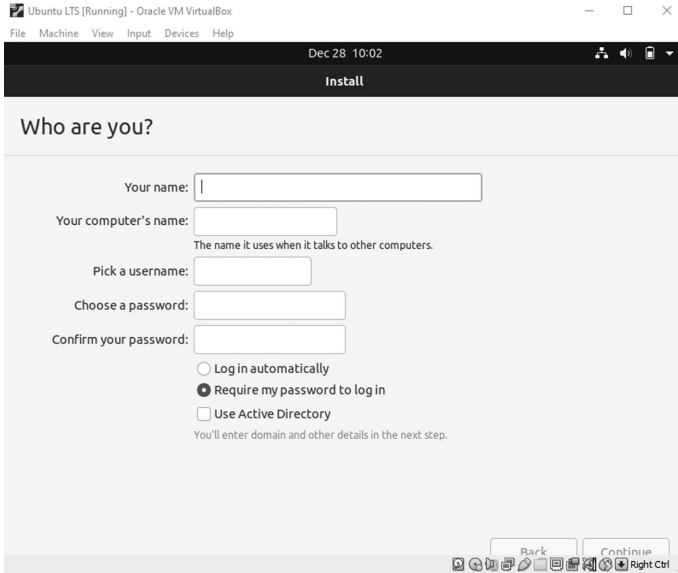 Ubuntu LTS [Running] - Oracle VM VirtualBox
File Machine View Input Devices Help
Dec 28 10:02
Install
Who are you?
Your name:
Your computer's name:
The name it uses when it talks to other computers.
Pick a username:
Choose a password:
Confirm your password:
Log in automatically
Require my password to log in
Use Active Directory
You'll enter domain and other details in the next step.
Back Continue
Right Ctrl